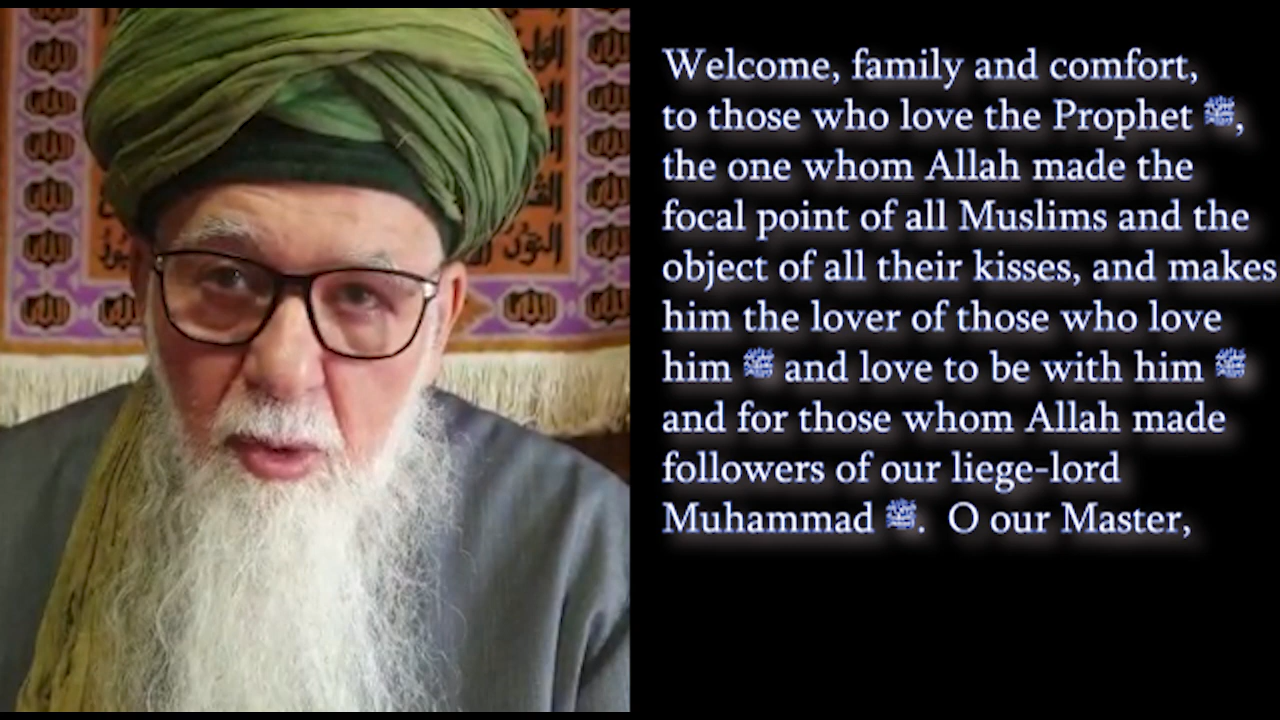 Welcome, family and comfort,
to those who love the Prophet ﷺ,
the one whom Allah made the
focal point of all Muslims and the
object of all their kisses, and makes
him the lover of those who love
him ﷺ and love to be with him ﷺ
and for those whom Allah made
followers of our liege-lord
Muhammad ﷺ.  O our Master,